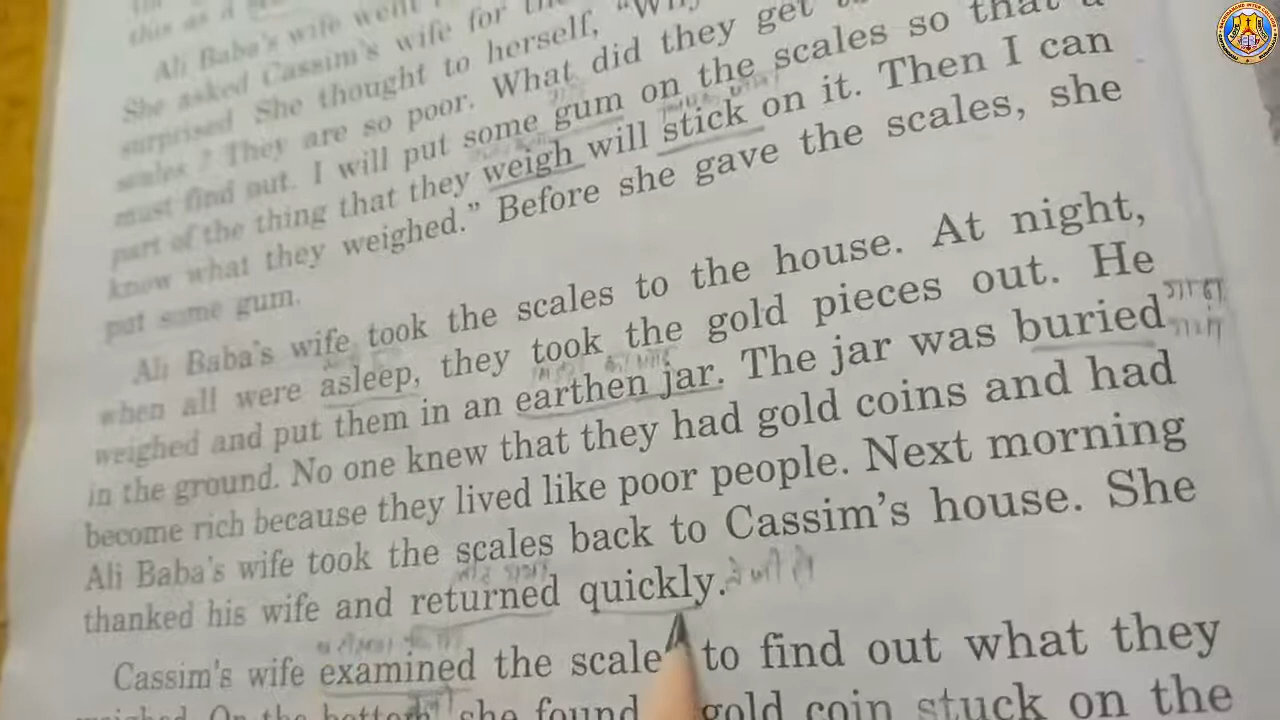 this as a
Ali Baba's wife went
She asked Cassim's wife for the
surprised She thought to herself, "Why
scales ? They are so poor. What did they get
must find out. I will put some gum on the scales so that a
part of the thing that they weigh will stick on it. Then I can
know what they weighed." Before she gave the scales, she
put some gum.
Ali Baba's wife took the scales to the house. At night,
when all were asleep, they took the gold pieces out. He
weighed and put them in an earthen jar. The jar was buried
in the ground. No one knew that they had gold coins and had
become rich because they lived like poor people. Next morning
Ali Baba's wife took the scales back to Cassim's house. She
thanked his wife and returned quickly.
Cassim's wife examined the scale to find out what they
weighed. On the bottom she found gold coin stuck on the